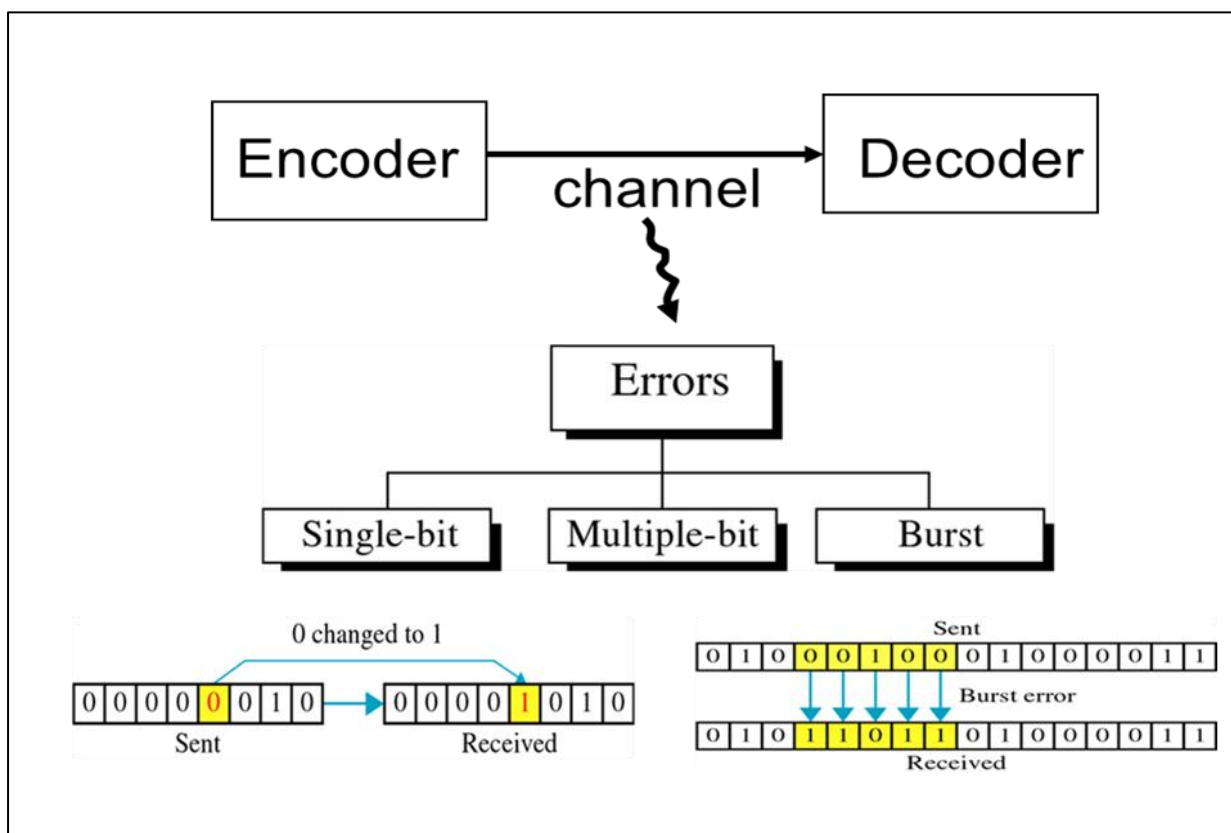 Encoder
channel
Decoder
Errors
Single-bit
Multiple-bit
Burst
0 changed to 1
0 0 0 0 0 0 1 0
Sent
0 0 0 0 1 0 1 0
Received
Sent
0 1 0 0 0 1 0 0 0 1 0 0 0 0 1 1
Burst error
0 1 0 1 1 0 1 1 0 1 0 0 0 0 1 1
Received